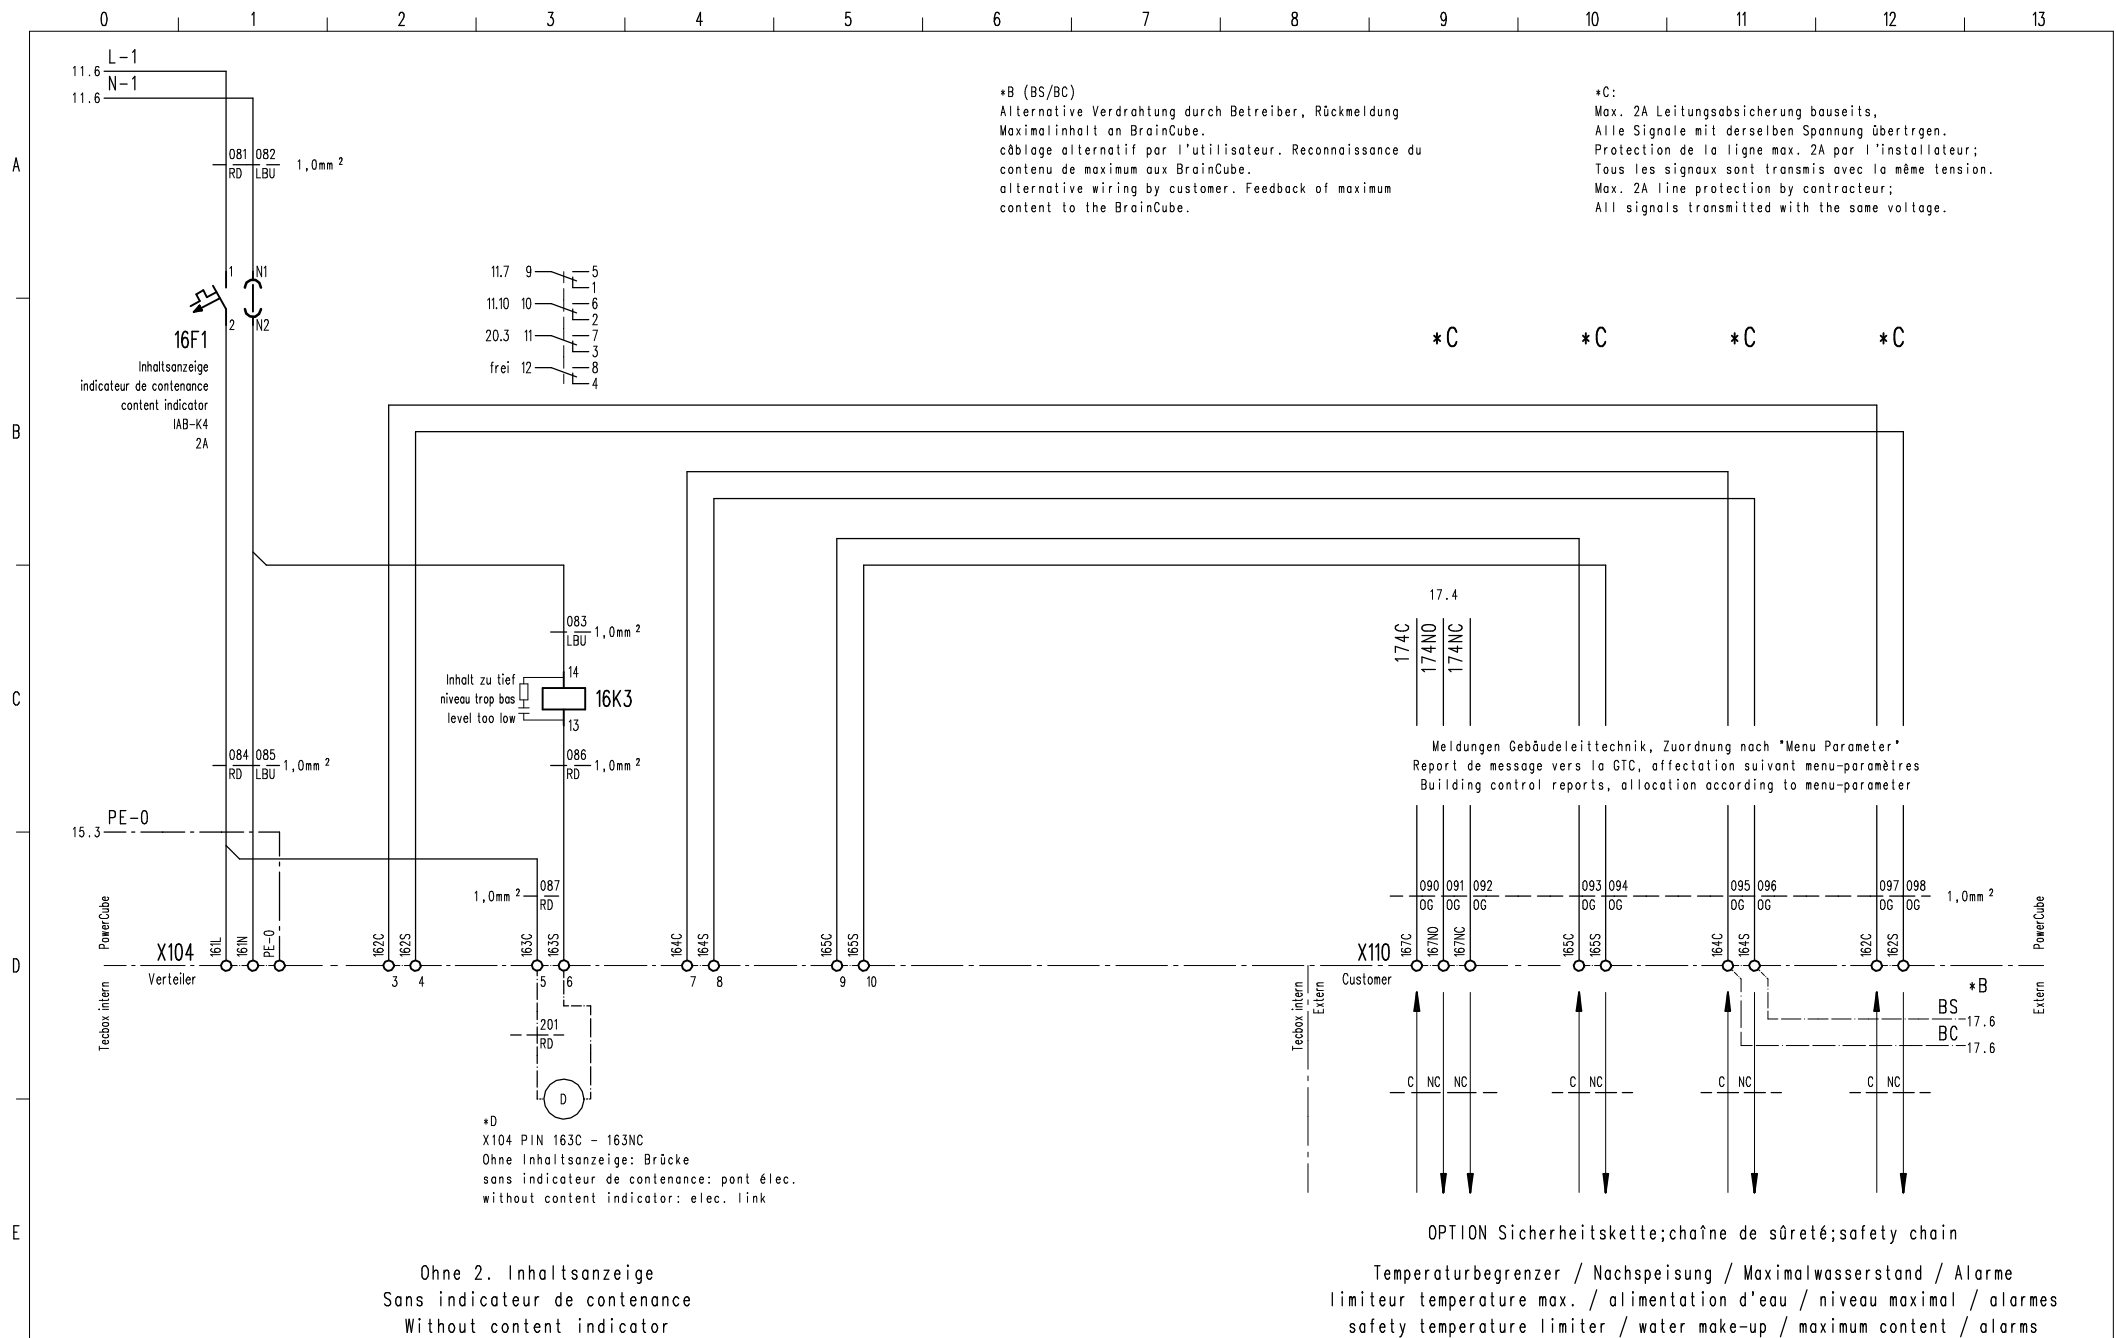 0 1 2 3 4 5 6 7 8 9 10 11 12 13
A
B
C
D
E
L-1
11.6
N-1
11.6
*B (BS/BC)
Alternative Verdrahtung durch Betreiber, Rückmeldung
Maximalinhalt an BrainCube.
câblage alternatif par l'utilisateur. Reconnaissance du
contenu de maximum aux BrainCube.
alternative wiring by customer. Feedback of maximum
content to the BrainCube.
*C:
Max. 2A Leitungsabsicherung bauseits,
Alle Signale mit derselben Spannung übertrgen.
Protection de la ligne max. 2A par l'installateur;
Tous les signaux sont transmis avec la même tension.
Max. 2A line protection by contracteur;
All signals transmitted with the same voltage.
081 082
RD LBU
1,0mm²
1 N1
2 N2
16F1
Inhaltsanzeige
indicateur de contenance
content indicator
IAB-K4
2A
11.7 9 5
1
11.10 10 6
2
20.3 11 7
3
frei 12 8
4
*C *C *C *C
083
LBU
1,0mm²
14
Inhalt zu tief
niveau trop bas
level too low
16K3
13
084 085
RD LBU
1,0mm²
086
RD
1,0mm²
17.4
174C
174NO
174NC
Meldungen Gebäudeleittechnik, Zuordnung nach "Menu Parameter"
Report de message vers la GTC, affectation suivant menu-paramètres
Building control reports, allocation according to menu-parameter
PE-0
15.3
1,0mm²
087
RD
090 091 092
OG OG OG
093 094
OG OG
095 096
OG OG
097 098
OG OG
1,0mm²
PowerCube
X104
Verteiler
Tecbox intern
161L 161N PE-0
162C 162S
163C 163S
164C 164S
165C 165S
3 4 5 6 7 8 9 10
X110
Customer
167C 167NO 167NC
165C 165S
164C 164S
162C 162S
PowerCube
Tecbox intern
Extern
Extern
*B
BS
17.6
BC
17.6
201
RD
D
C NC NC
C NC
C NC
C NC
*D
X104 PIN 163C - 163NC
Ohne Inhaltsanzeige: Brücke
sans indicateur de contenance: pont élec.
without content indicator: elec. link
OPTION Sicherheitskette;chaîne de sûreté;safety chain
Ohne 2. Inhaltsanzeige
Sans indicateur de contenance
Without content indicator
Temperaturbegrenzer / Nachspeisung / Maximalwasserstand / Alarme
limiteur temperature max. / alimentation d'eau / niveau maximal / alarmes
safety temperature limiter / water make-up / maximum content / alarms